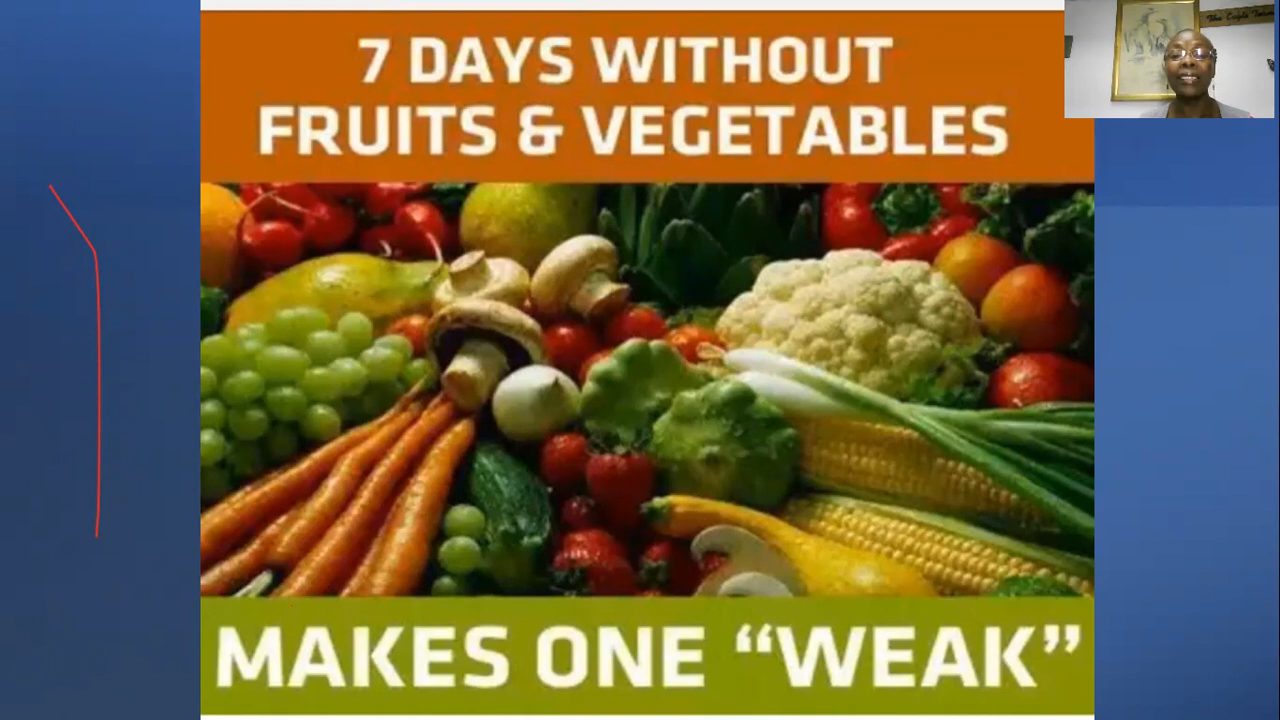 7 DAYS WITHOUT
FRUITS & VEGETABLES
MAKES ONE “WEAK”